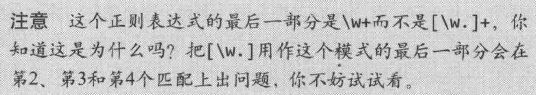 注意 这个正则表达式的最后一部分是\w+而不是[\w.]+，你
知道这是为什么吗？把[\w.]用作这个模式的最后一部分会在
第2、第3和第4个匹配上出问题，你不妨试试看。